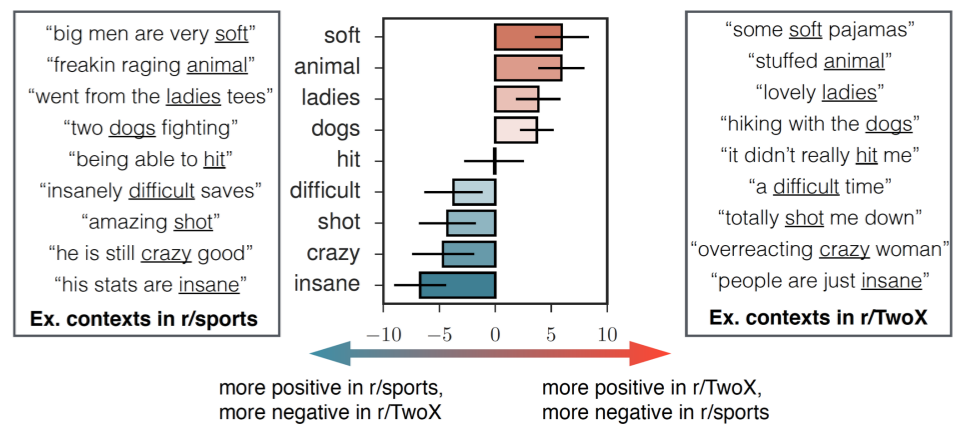 “big men are very soft”
“freakin raging animal”
“went from the ladies tees”
“two dogs fighting”
“being able to hit”
“insanely difficult saves”
“amazing shot”
“he is still crazy good”
“his stats are insane”
Ex. contexts in r/sports
soft
animal
ladies
dogs
hit
difficult
shot
crazy
insane
−10 −5 0 5 10
more positive in r/sports,
more negative in r/TwoX
more positive in r/TwoX,
more negative in r/sports
“some soft pajamas”
“stuffed animal”
“lovely ladies”
“hiking with the dogs”
“it didn’t really hit me”
“a difficult time”
“totally shot me down”
“overreacting crazy woman”
“people are just insane”
Ex. contexts in r/TwoX